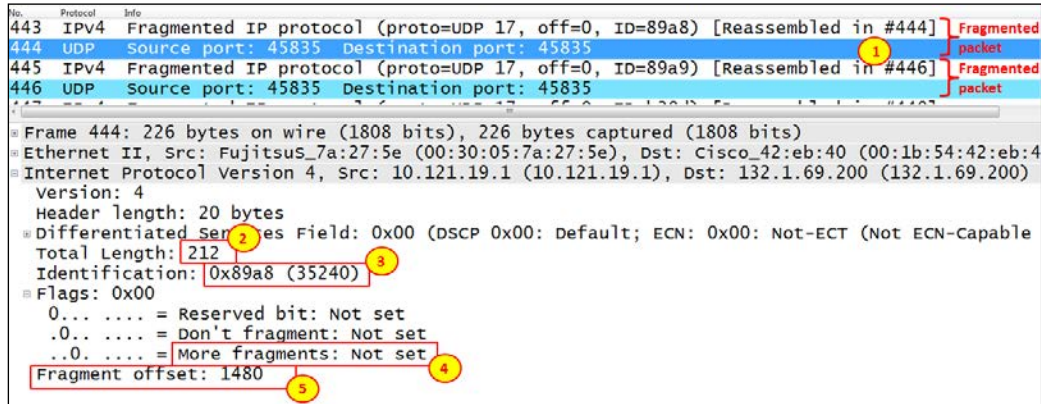 No. Protocol Info
443 IPv4 Fragmented IP protocol (proto=UDP 17, off=0, ID=89a8) [Reassembled in #444] Fragmented
444 UDP Source port: 45835 Destination port: 45835 1 packet
445 IPv4 Fragmented IP protocol (proto=UDP 17, off=0, ID=89a9) [Reassembled in #446] Fragmented
446 UDP Source port: 45835 Destination port: 45835 packet
Frame 444: 226 bytes on wire (1808 bits), 226 bytes captured (1808 bits)
Ethernet II, Src: FujitsuS_7a:27:5e (00:30:05:7a:27:5e), Dst: Cisco_42:eb:40 (00:1b:54:42:eb:4
Internet Protocol Version 4, Src: 10.121.19.1 (10.121.19.1), Dst: 132.1.69.200 (132.1.69.200)
Version: 4
Header length: 20 bytes
Differentiated Field: 0x00 (DSCP 0x00: Default; ECN: 0x00: Not-ECT (Not ECN-Capable
Total Length: 212 2
Identification: 0x89a8 (35240) 3
Flags: 0x00
0... .... = Reserved bit: Not set
.0.. .... = Don't fragment: Not set
..0. .... = More fragments: Not set 4
Fragment offset: 1480 5